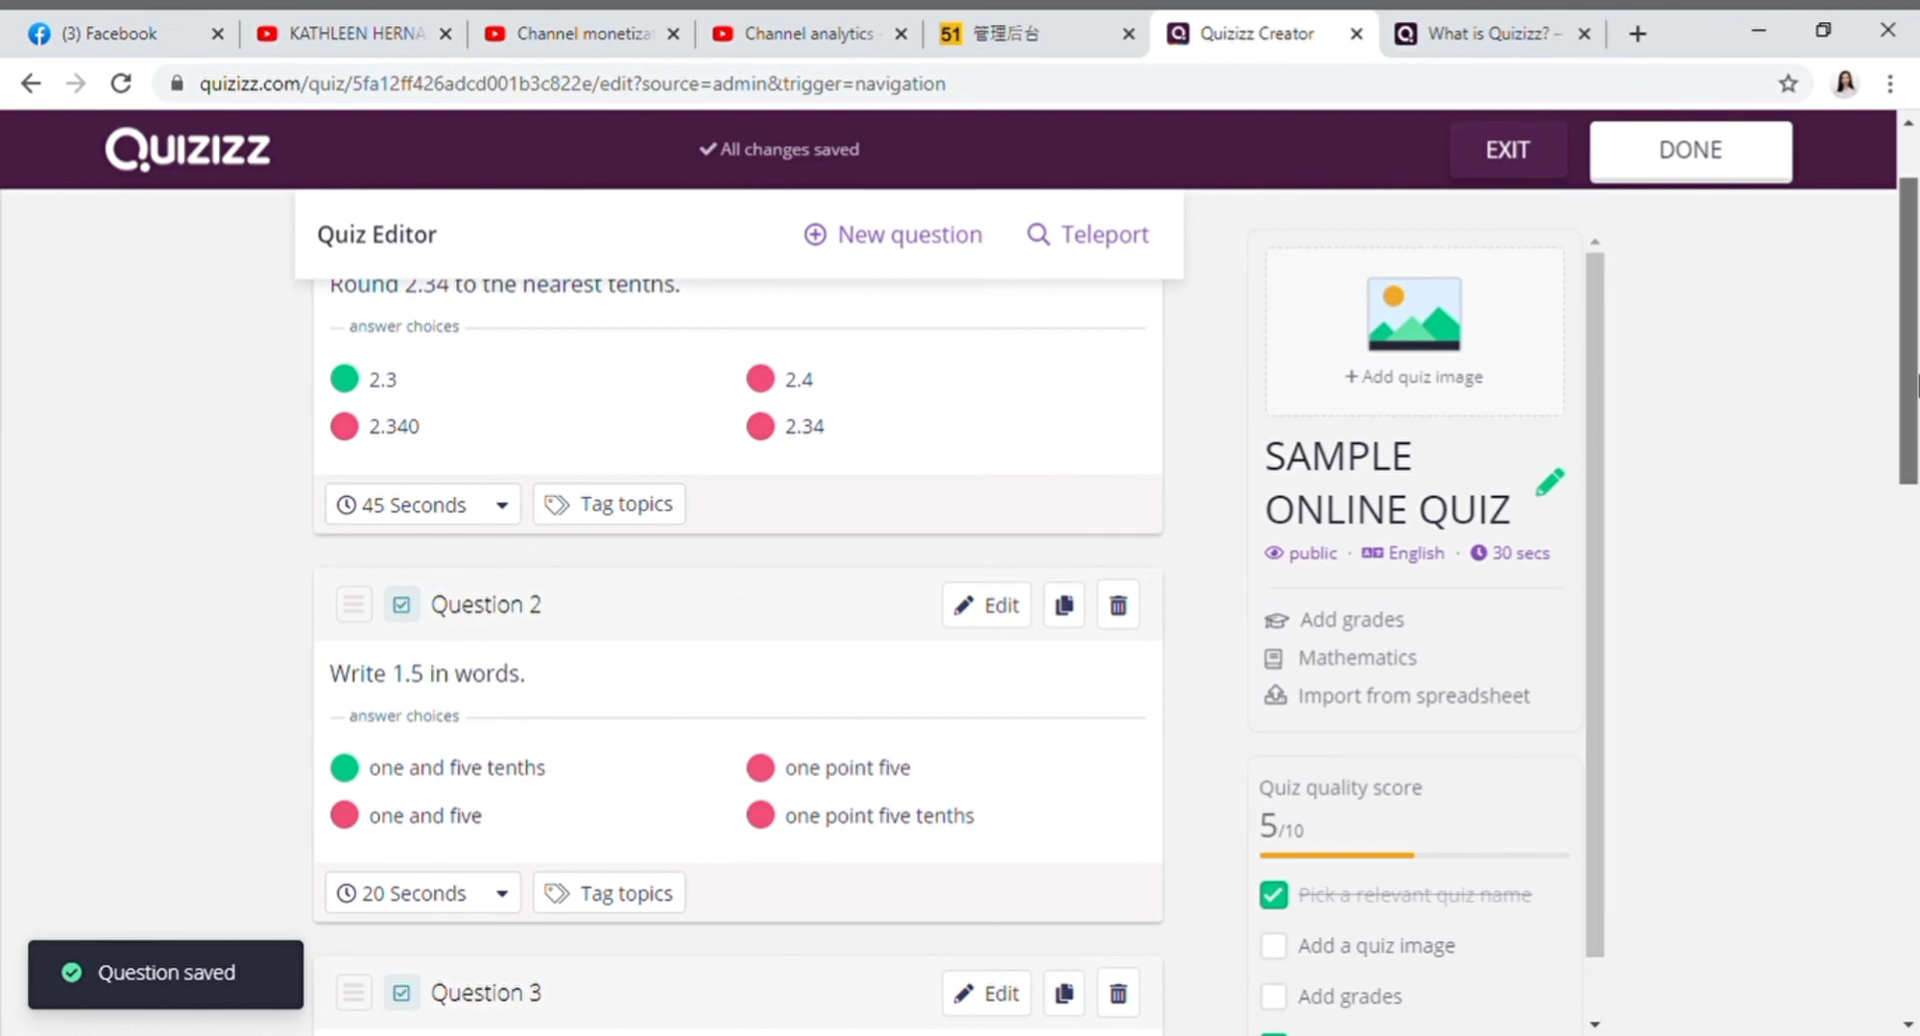 (3) Facebook
KATHLEEN HERNA
Channel monetiza
Channel analytics
51 管理后台
Quizizz Creator
What is Quizizz? –
quizizz.com/quiz/5fa12ff426adcd001b3c822e/edit?source=admin&trigger=navigation
QUIZIZZ
All changes saved
EXIT
DONE
Quiz Editor
New question
Teleport
Round 2.34 to the nearest tenths.
answer choices
2.3
2.4
2.340
2.34
45 Seconds
Tag topics
Question 2
Edit
Write 1.5 in words.
answer choices
one and five tenths
one point five
one and five
one point five tenths
20 Seconds
Tag topics
Question saved
Question 3
Edit
+ Add quiz image
SAMPLE
ONLINE QUIZ
public · English · 30 secs
Add grades
Mathematics
Import from spreadsheet
Quiz quality score
5/10
Pick a relevant quiz name
Add a quiz image
Add grades